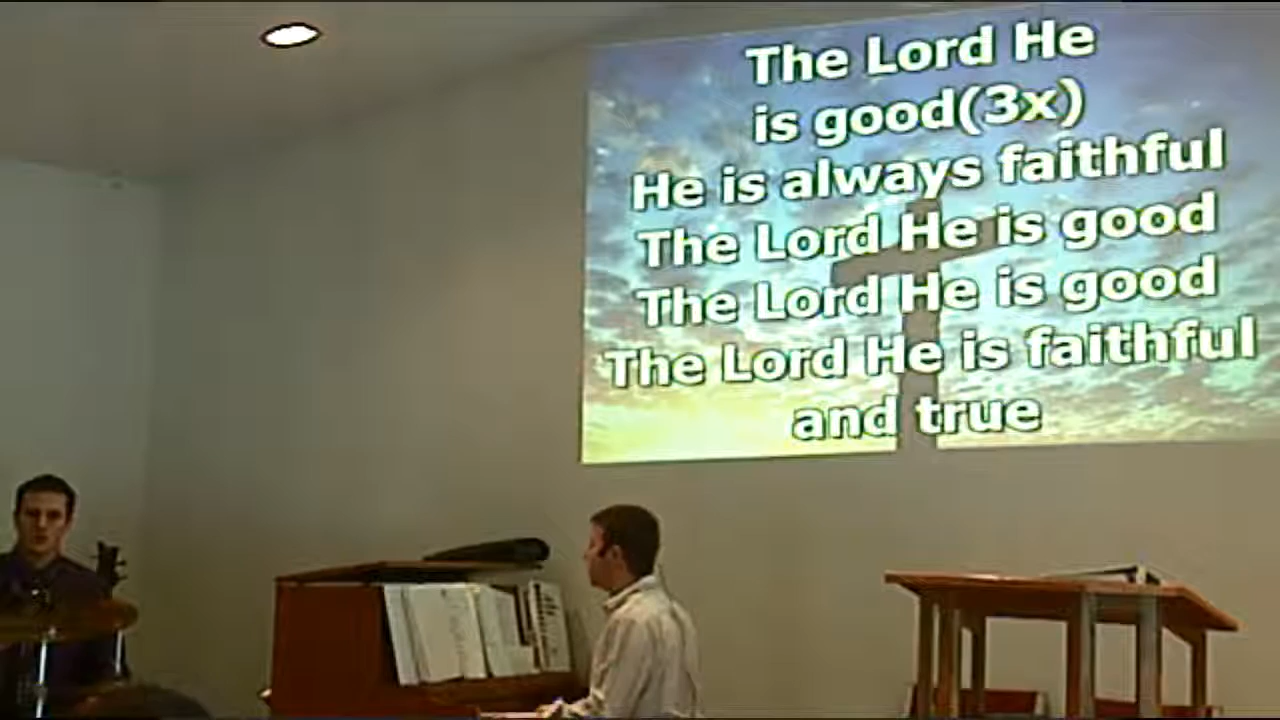 The Lord He
is good(3x)
He is always faithful
The Lord He is good
The Lord He is good
The Lord He is faithful
and true